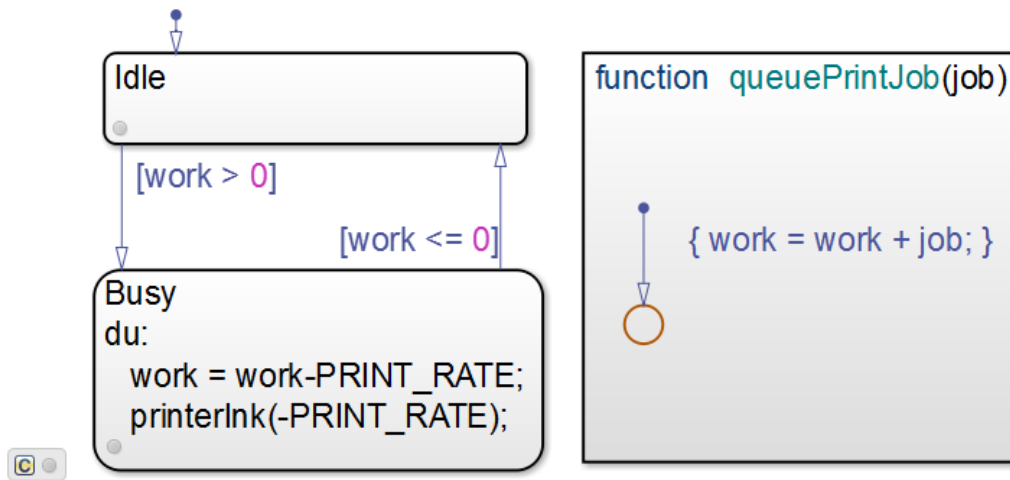 Idle
[work > 0]
[work <= 0]
Busy
du:
work = work-PRINT_RATE;
printerInk(-PRINT_RATE);
function queuePrintJob(job)
{ work = work + job; }
C